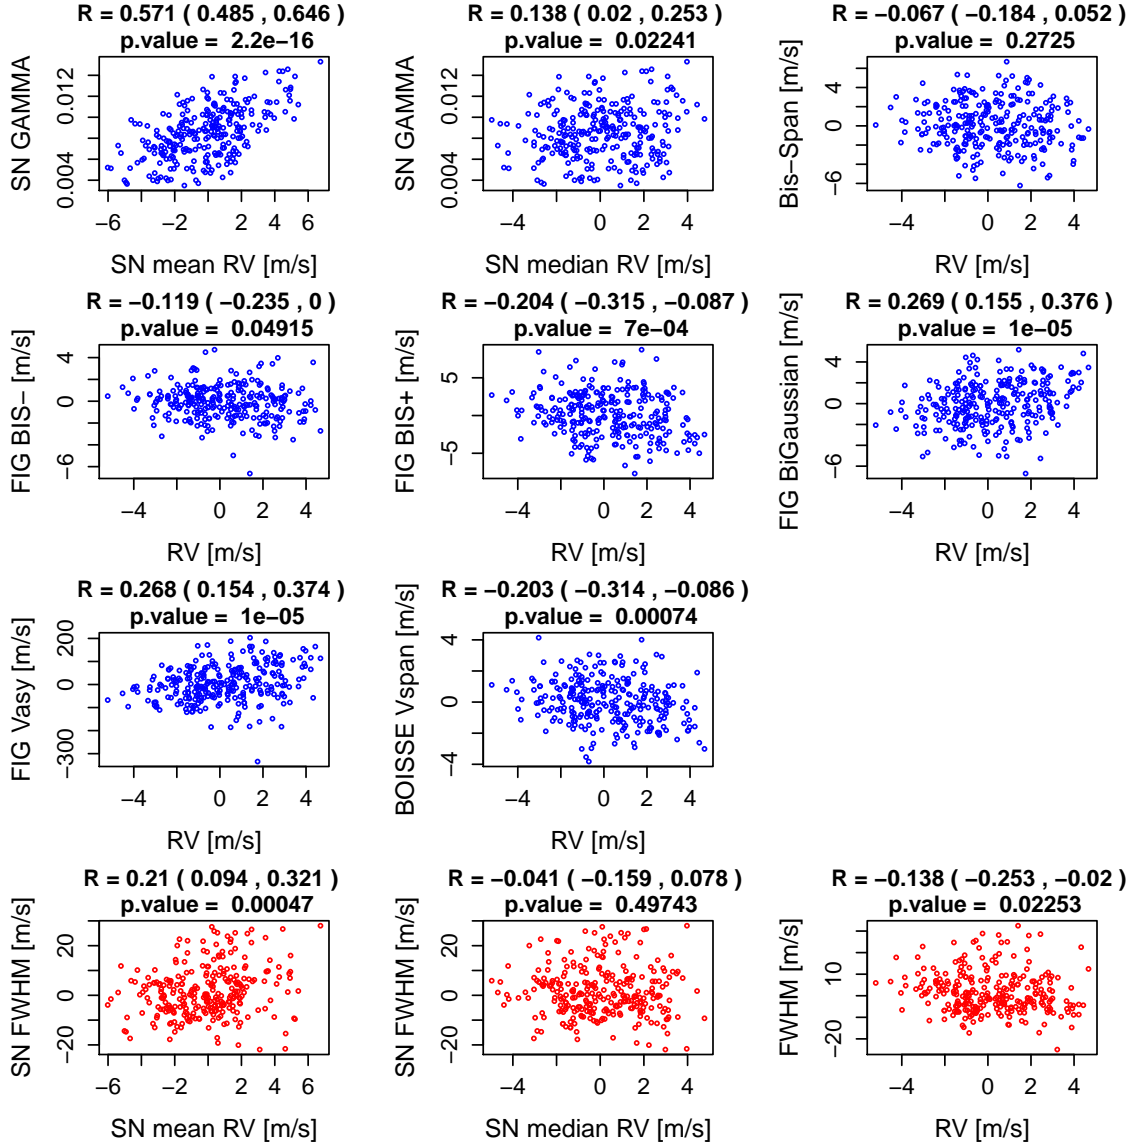 R = 0.571 ( 0.485 , 0.646 )
p.value = 2.2e−16
SN GAMMA
0.004
0.012
−6
−2
2
4
6
SN mean RV [m/s]
R = 0.138 ( 0.02 , 0.253 )
p.value = 0.02241
SN GAMMA
0.004
0.012
−4
0
2
4
SN median RV [m/s]
R = −0.067 ( −0.184 , 0.052 )
p.value = 0.2725
Bis−Span [m/s]
−6
0
4
−4
0
2
4
RV [m/s]
R = −0.119 ( −0.235 , 0 )
p.value = 0.04915
FIG BIS− [m/s]
−6
0
4
−4
0
2
4
RV [m/s]
R = −0.204 ( −0.315 , −0.087 )
p.value = 7e−04
FIG BIS+ [m/s]
−5
5
−4
0
2
4
RV [m/s]
R = 0.269 ( 0.155 , 0.376 )
p.value = 1e−05
FIG BiGaussian [m/s]
−6
0
4
−4
0
2
4
RV [m/s]
R = 0.268 ( 0.154 , 0.374 )
p.value = 1e−05
FIG Vasy [m/s]
−300
0
200
−4
0
2
4
RV [m/s]
R = −0.203 ( −0.314 , −0.086 )
p.value = 0.00074
BOISSE Vspan [m/s]
−4
0
4
−4
0
2
4
RV [m/s]
R = 0.21 ( 0.094 , 0.321 )
p.value = 0.00047
SN FWHM [m/s]
−20
0
20
−6
−2
2
4
6
SN mean RV [m/s]
R = −0.041 ( −0.159 , 0.078 )
p.value = 0.49743
SN FWHM [m/s]
−20
0
20
−4
0
2
4
SN median RV [m/s]
R = −0.138 ( −0.253 , −0.02 )
p.value = 0.02253
FWHM [m/s]
−20
10
−4
0
2
4
RV [m/s]